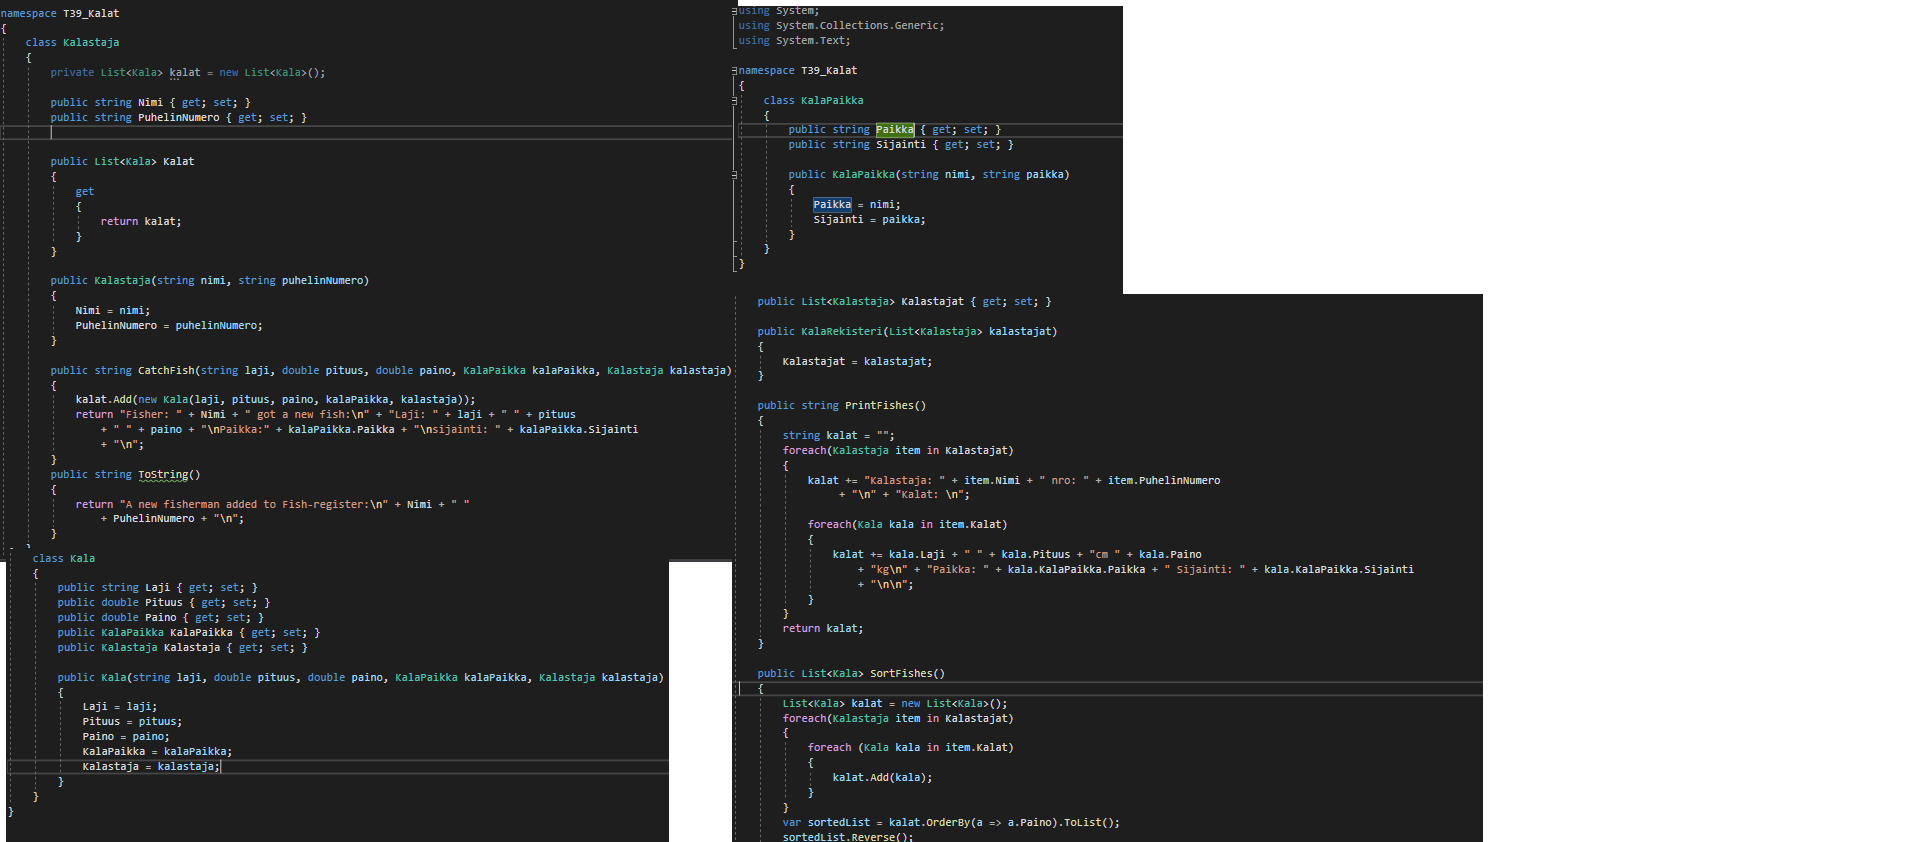 namespace T39_Kalat
{
class Kalastaja
{
private List<Kala> kalat = new List<Kala>();
public string Nimi { get; set; }
public string PuhelinNumero { get; set; }
public List<Kala> Kalat
{
get
{
return kalat;
}
}
public Kalastaja(string nimi, string puhelinNumero)
{
Nimi = nimi;
PuhelinNumero = puhelinNumero;
}
public string CatchFish(string laji, double pituus, double paino, KalaPaikka kalaPaikka, Kalastaja kalastaja)
{
kalat.Add(new Kala(laji, pituus, paino, kalaPaikka, kalastaja));
return "Fisher: " + Nimi + " got a new fish:\n" + "Laji: " + laji + " " + pituus
+ " " + paino + "\nPaikka:" + kalaPaikka.Paikka + "\nsijainti: " + kalaPaikka.Sijainti
+ "\n";
}
public string ToString()
{
return "A new fisherman added to Fish-register:\n" + Nimi + " "
+ PuhelinNumero + "\n";
}
}
class Kala
{
public string Laji { get; set; }
public double Pituus { get; set; }
public double Paino { get; set; }
public KalaPaikka KalaPaikka { get; set; }
public Kalastaja Kalastaja { get; set; }
public Kala(string laji, double pituus, double paino, KalaPaikka kalaPaikka, Kalastaja kalastaja)
{
Laji = laji;
Pituus = pituus;
Paino = paino;
KalaPaikka = kalaPaikka;
Kalastaja = kalastaja;
}
}
}
using System;
using System.Collections.Generic;
using System.Text;
namespace T39_Kalat
{
class KalaPaikka
{
public string Paikka { get; set; }
public string Sijainti { get; set; }
public KalaPaikka(string nimi, string paikka)
{
Paikka = nimi;
Sijainti = paikka;
}
}
}
public List<Kalastaja> Kalastajat { get; set; }
public KalaRekisteri(List<Kalastaja> kalastajat)
{
Kalastajat = kalastajat;
}
public string PrintFishes()
{
string kalat = "";
foreach(Kalastaja item in Kalastajat)
{
kalat += "Kalastaja: " + item.Nimi + " nro: " + item.PuhelinNumero
+ "\n" + "Kalat: \n";
foreach(Kala kala in item.Kalat)
{
kalat += kala.Laji + " " + kala.Pituus + "cm " + kala.Paino
+ "kg\n" + "Paikka: " + kala.KalaPaikka.Paikka + " Sijainti: " + kala.KalaPaikka.Sijainti
+ "\n\n";
}
}
return kalat;
}
public List<Kala> SortFishes()
{
List<Kala> kalat = new List<Kala>();
foreach(Kalastaja item in Kalastajat)
{
foreach (Kala kala in item.Kalat)
{
kalat.Add(kala);
}
}
var sortedList = kalat.OrderBy(a => a.Paino).ToList();
sortedList.Reverse();